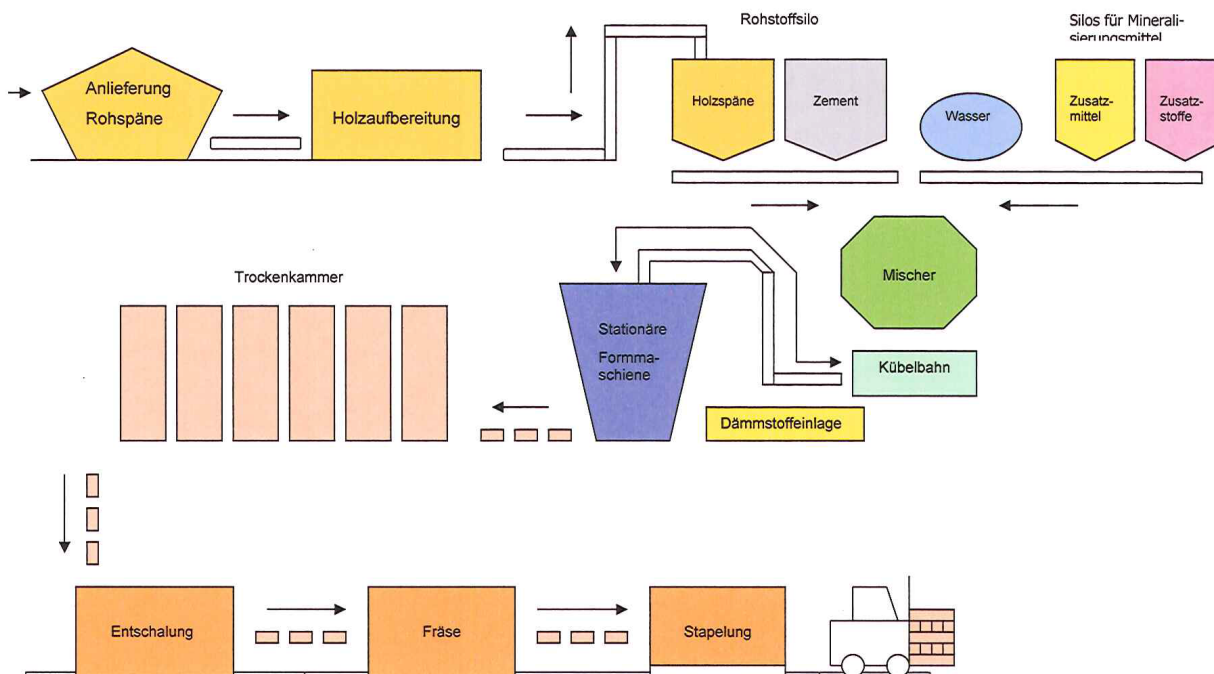 Rohstoffsilo
Silos für Minerali-
sierungsmittel
Anlieferung
Rohspäne
Holzaufbereitung
Holzspäne
Zement
Wasser
Zusatz-
mittel
Zusatz-
stoffe
Mischer
Trockenkammer
Stationäre
Formma-
schiene
Kübelbahn
Dämmstoffeinlage
Entschalung
Fräse
Stapelung